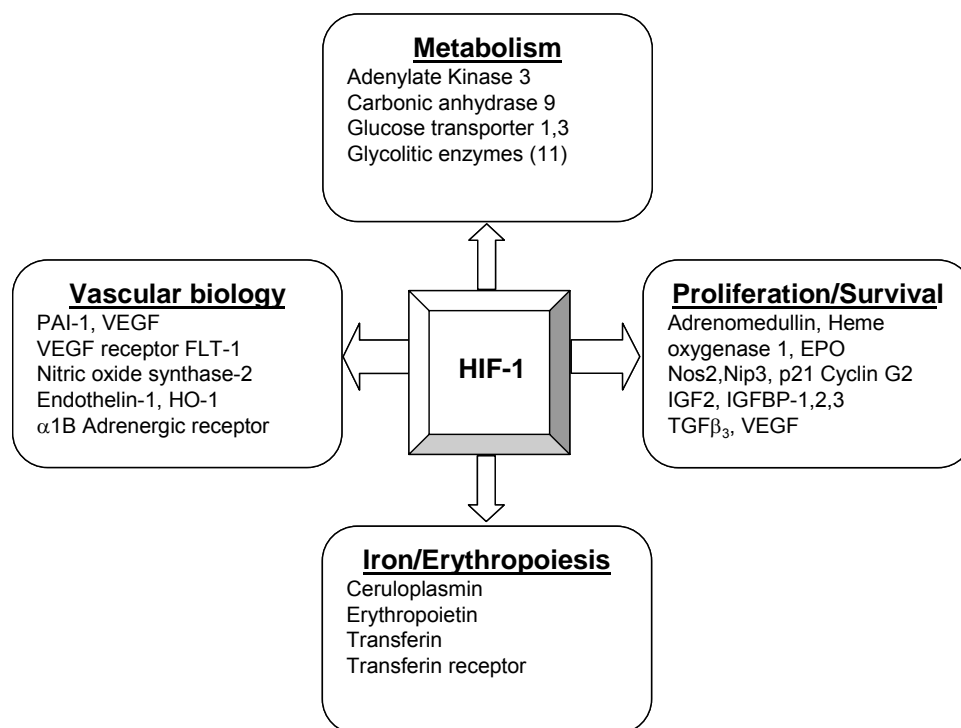 Metabolism
Adenylate Kinase 3
Carbonic anhydrase 9
Glucose transporter 1,3
Glycolitic enzymes (11)
Vascular biology
PAI-1, VEGF
VEGF receptor FLT-1
Nitric oxide synthase-2
Endothelin-1, HO-1
α1B Adrenergic receptor
HIF-1
Proliferation/Survival
Adrenomedullin, Heme
oxygenase 1, EPO
Nos2,Nip3, p21 Cyclin G2
IGF2, IGFBP-1,2,3
TGFβ₃, VEGF
Iron/Erythropoiesis
Ceruloplasmin
Erythropoietin
Transferin
Transferin receptor